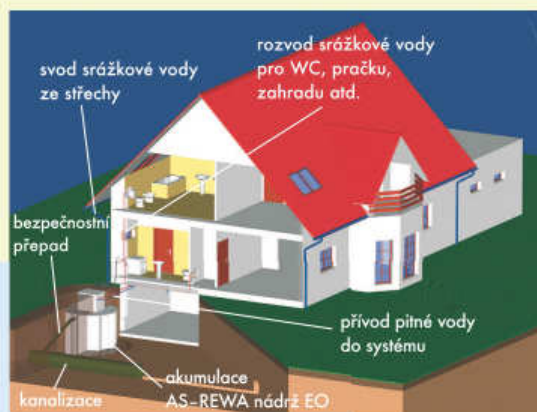 svod srážkové vody
ze střechy
rozvod srážkové vody
pro WC, pračku,
zahradu atd.
bezpečnostní
přepad
přívod pitné vody
do systému
kanalizace
akumulace
AS–REWA nádrž EO